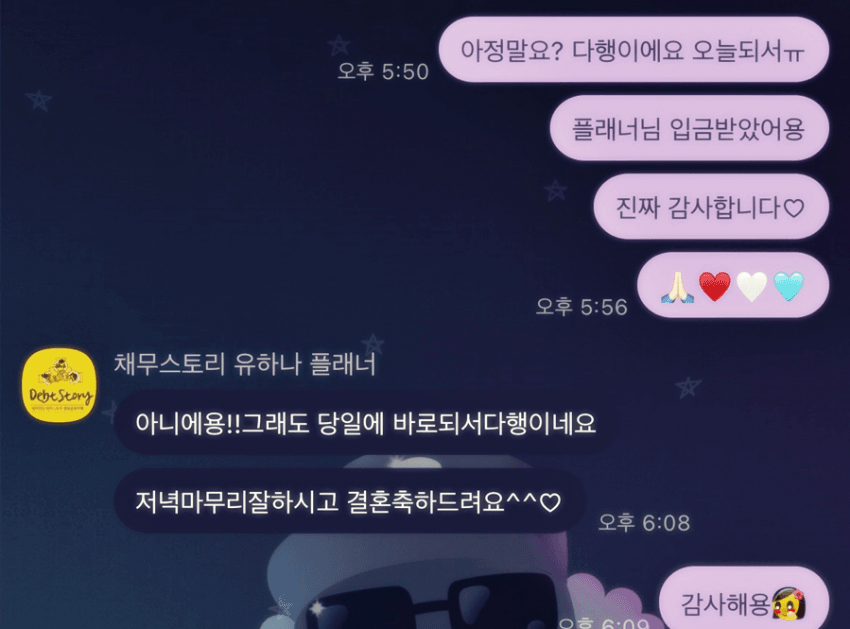 아정말요? 다행이에요 오늘되서ㅠ
오후 5:50
플래너님 입금받았어용
진짜 감사합니다♡
🙏🏻❤️🤍🩵
오후 5:56
채무스토리 유하나 플래너
Debt Story
아니에용!!그래도 당일에 바로되서다행이네요
저녁마무리잘하시고 결혼축하드려요^^♡
오후 6:08
감사해용
오후 6:09